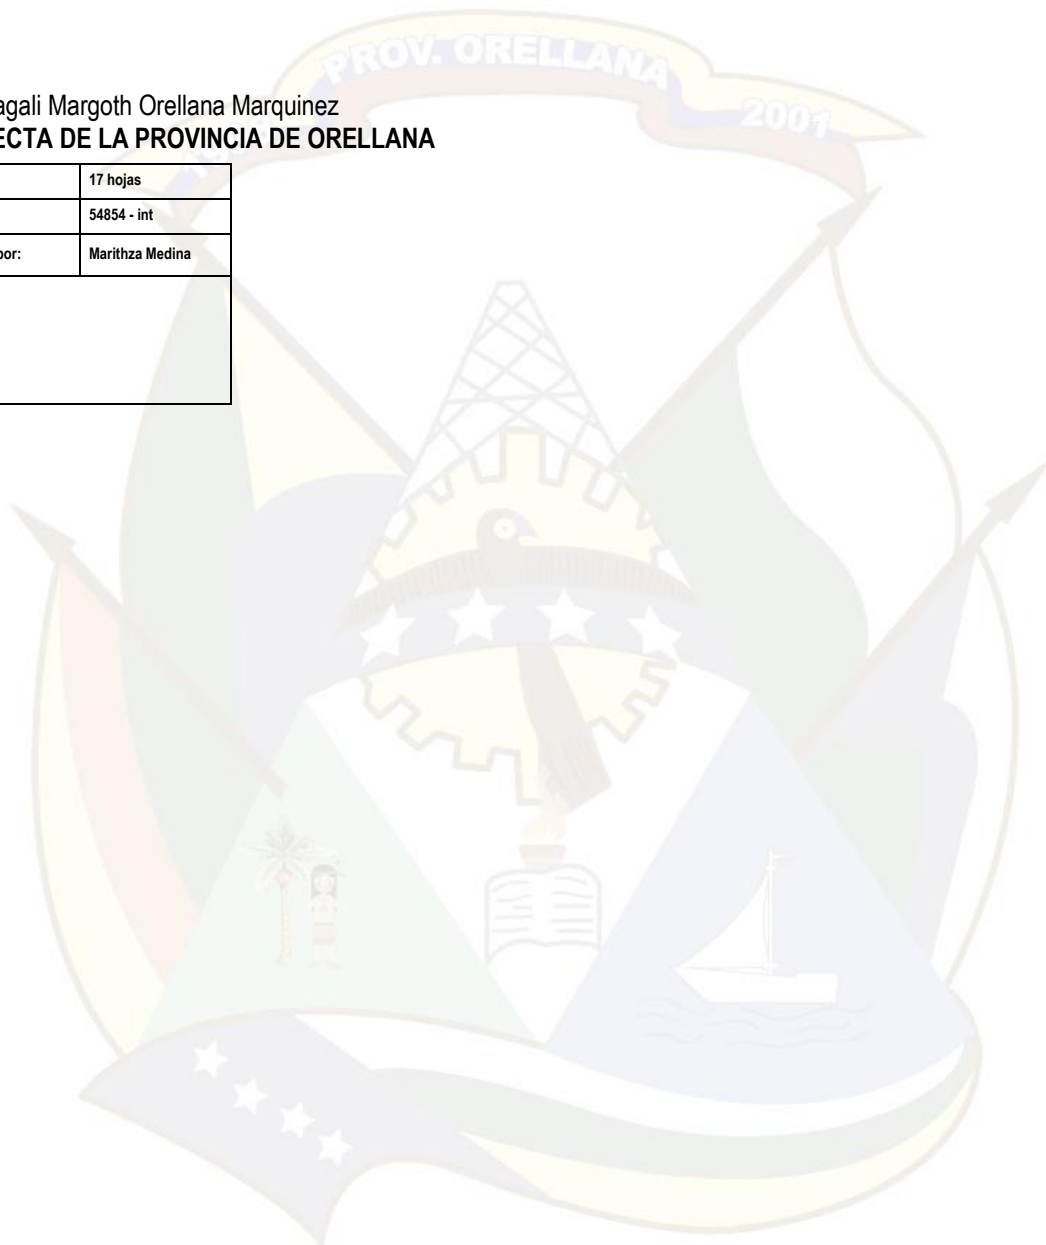 PROV. ORELLANA
2001
agali Margoth Orellana Marquinez
ECTA DE LA PROVINCIA DE ORELLANA
17 hojas
54854 - int
por: Marithza Medina